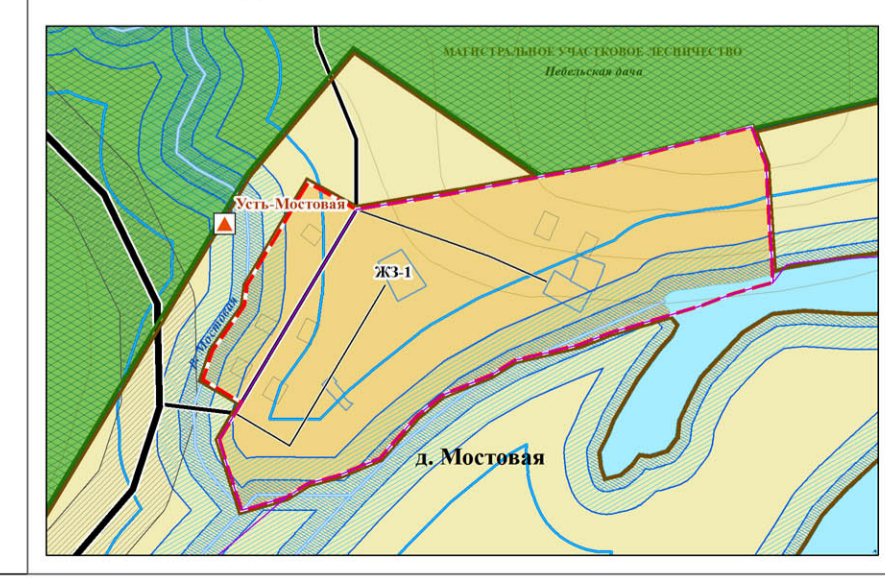 МАГИСТРАЛЬНОЕ УЧАСТКОВОЕ ЛЕСНИЧЕСТВО
Небельская дача
Усть-Мостовая
ЖЗ-1
р. Мостовая
д. Мостовая